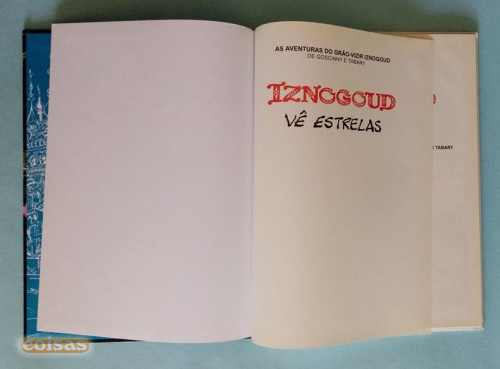 AS AVENTURAS DO GRÃO-VIZIR IZNOGOUD
DE GOSCINNY E TABARY
IZNOGOUD
VÊ ESTRELAS
E TABARY
coisas